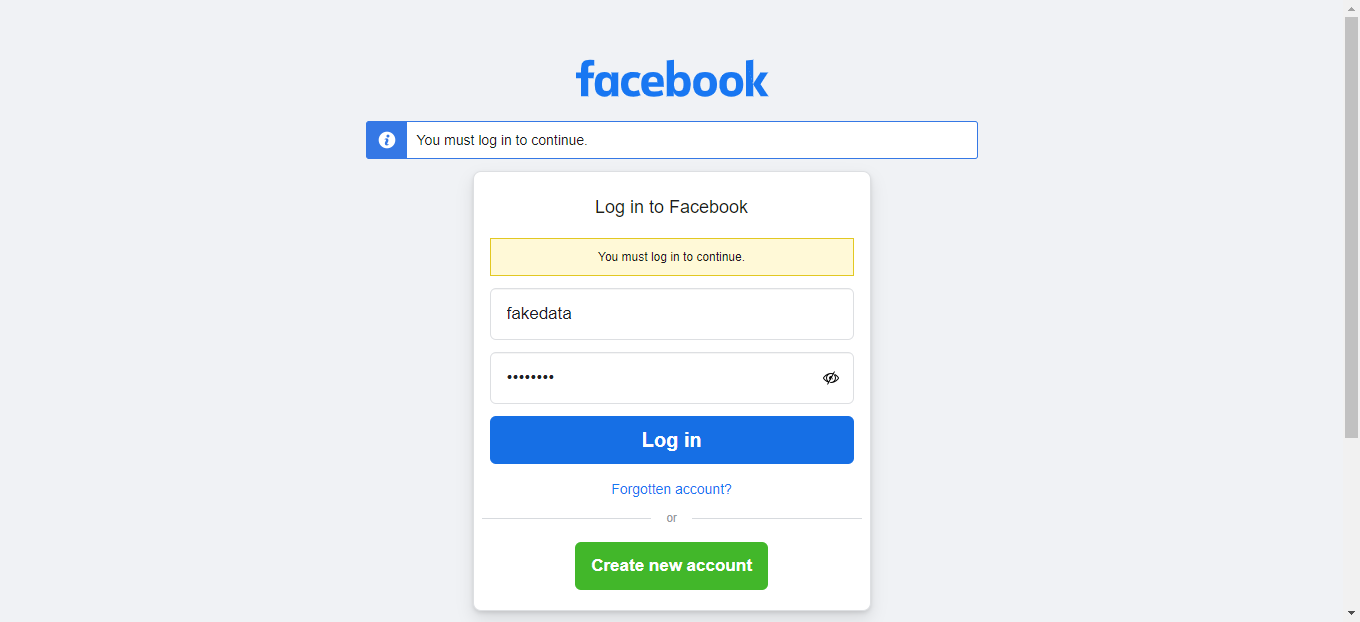 facebook
You must log in to continue.
Log in to Facebook
You must log in to continue.
fakedata
••••••••
Log in
Forgotten account?
or
Create new account